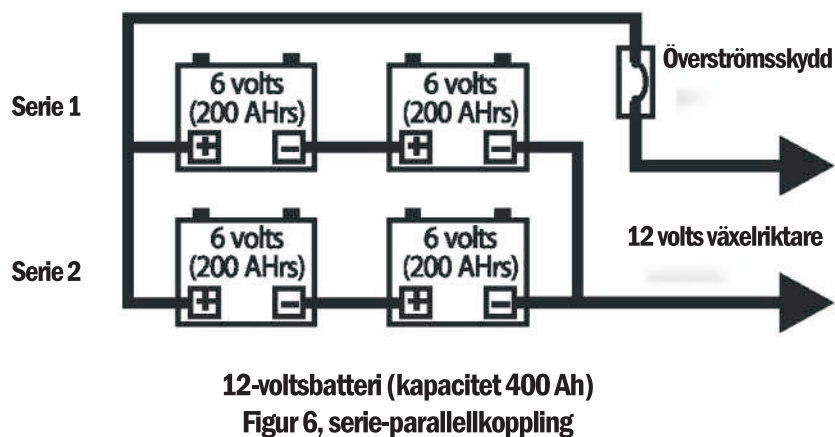 Överströmsskydd
Serie 1
6 volts
(200 AHrs)
+ −
6 volts
(200 AHrs)
+ −
Serie 2
6 volts
(200 AHrs)
+ −
6 volts
(200 AHrs)
+ −
12 volts växelriktare
12-voltsbatteri (kapacitet 400 Ah)
Figur 6, serie-parallellkoppling